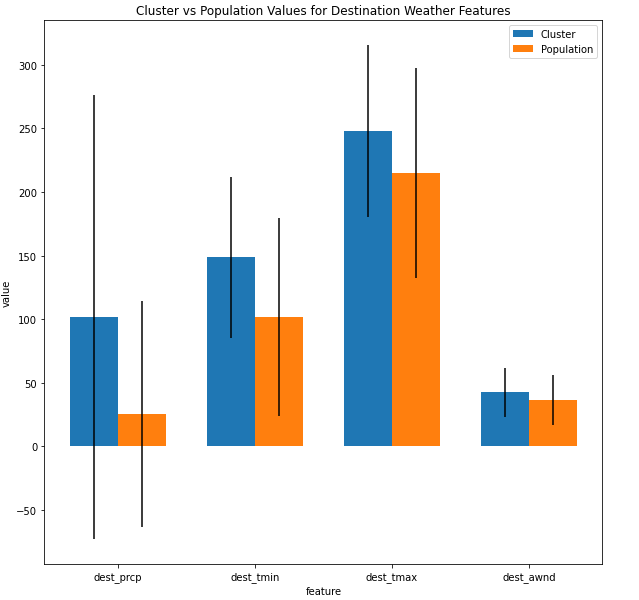 Cluster vs Population Values for Destination Weather Features
Cluster
Population
300
250
200
150
100
50
0
−50
value
dest_prcp
dest_tmin
dest_tmax
dest_awnd
feature